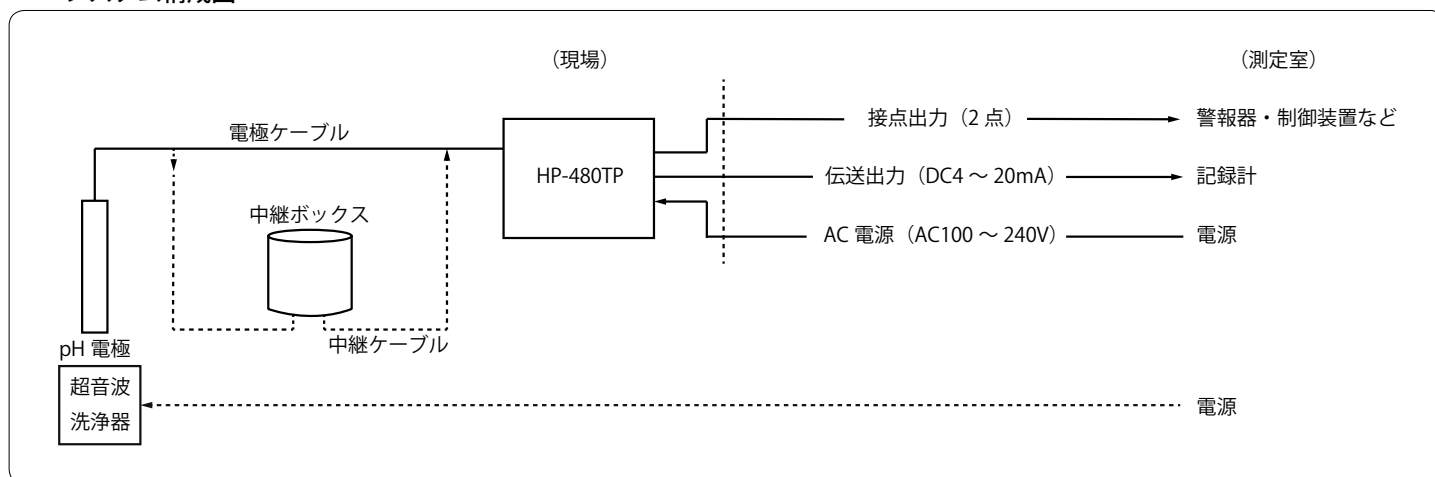 （現場）
（測定室）
電極ケーブル
接点出力（2 点）
警報器・制御装置など
HP-480TP
伝送出力（DC4 ～ 20mA）
記録計
中継ボックス
AC 電源（AC100 ～ 240V）
電源
中継ケーブル
pH 電極
超音波
洗浄器
電源